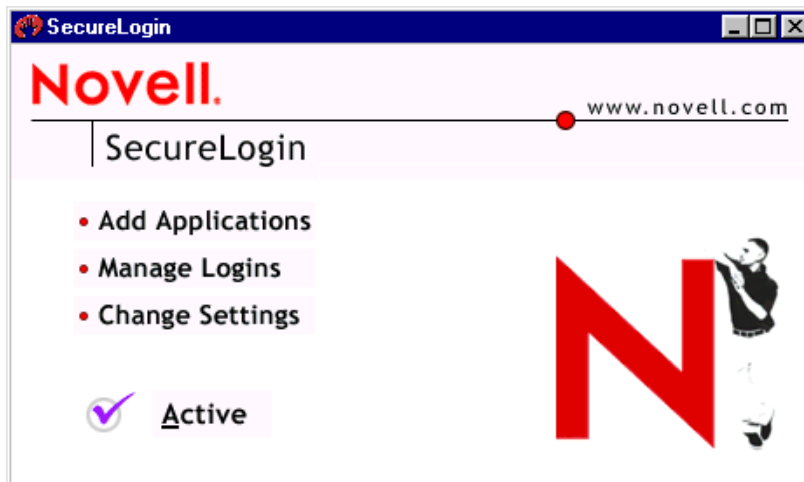 SecureLogin
Novell.
www.novell.com
SecureLogin
Add Applications
Manage Logins
Change Settings
Active
N